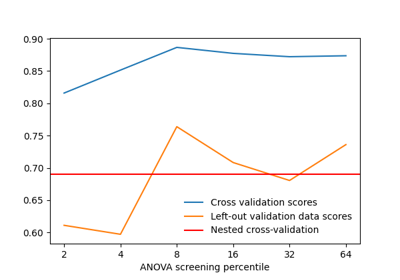 0.90
0.85
0.80
0.75
0.70
0.65
0.60
Cross validation scores
Left-out validation data scores
Nested cross-validation
2 4 8 16 32 64
ANOVA screening percentile